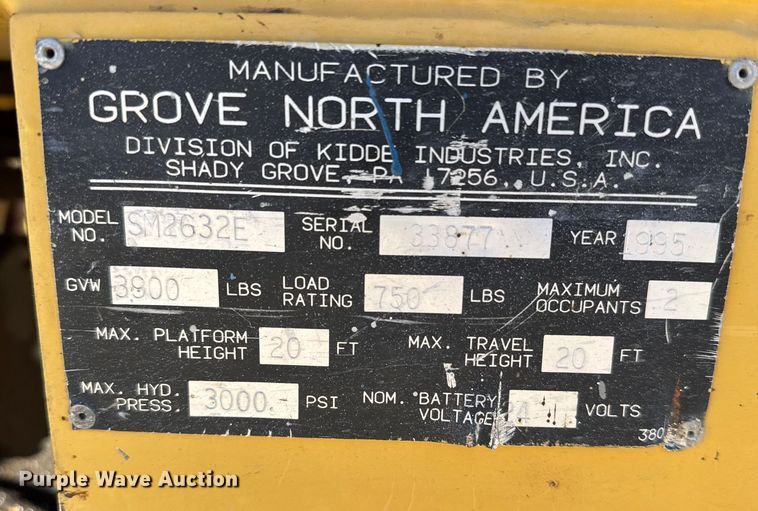 MANUFACTURED BY
GROVE NORTH AMERICA
DIVISION OF KIDDE INDUSTRIES, INC.
SHADY GROVE, PA 17256, U.S.A.
MODEL NO. SM2632E SERIAL NO. 33877 YEAR 1995
GVW 3900 LBS LOAD RATING 750 LBS MAXIMUM OCCUPANTS 2
MAX. PLATFORM HEIGHT 20 FT MAX. TRAVEL HEIGHT 20 FT
MAX. HYD. PRESS. 3000 PSI NOM. BATTERY VOLTAGE 24 VOLTS
Purple Wave Auction